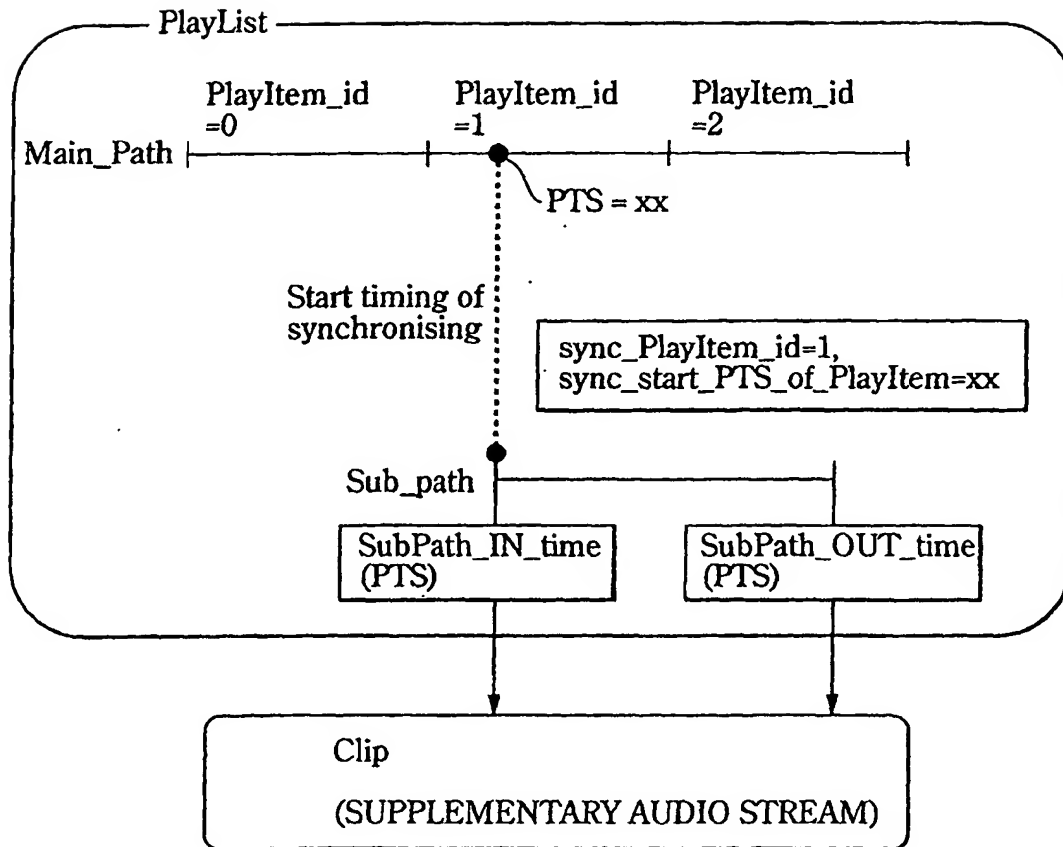 PlayList
PlayItem_id
=0
PlayItem_id
=1
PlayItem_id
=2
Main_Path
PTS = xx
Start timing of
synchronising
sync_PlayItem_id=1,
sync_start_PTS_of_PlayItem=xx
Sub_path
SubPath_IN_time
(PTS)
SubPath_OUT_time
(PTS)
Clip
(SUPPLEMENTARY AUDIO STREAM)